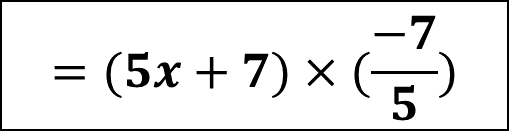 = (5x + 7) × (-7/5)